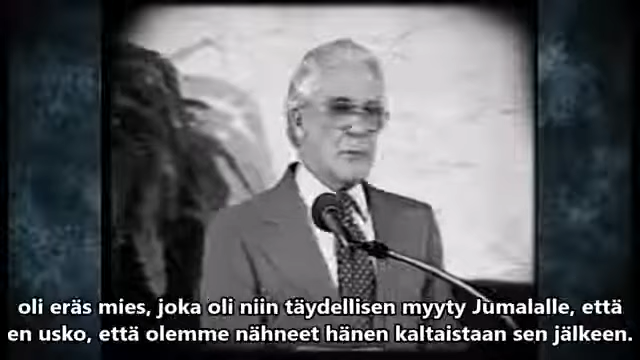 oli eräs mies, joka oli niin täydellisen myyty Jumalalle, että
en usko, että olemme nähneet hänen kaltaistaan sen jälkeen.